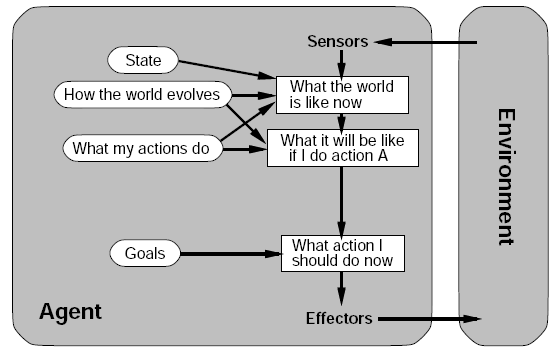 Sensors
State
What the world
is like now
How the world evolves
What it will be like
if I do action A
What my actions do
What action I
should do now
Goals
Agent
Effectors
Environment